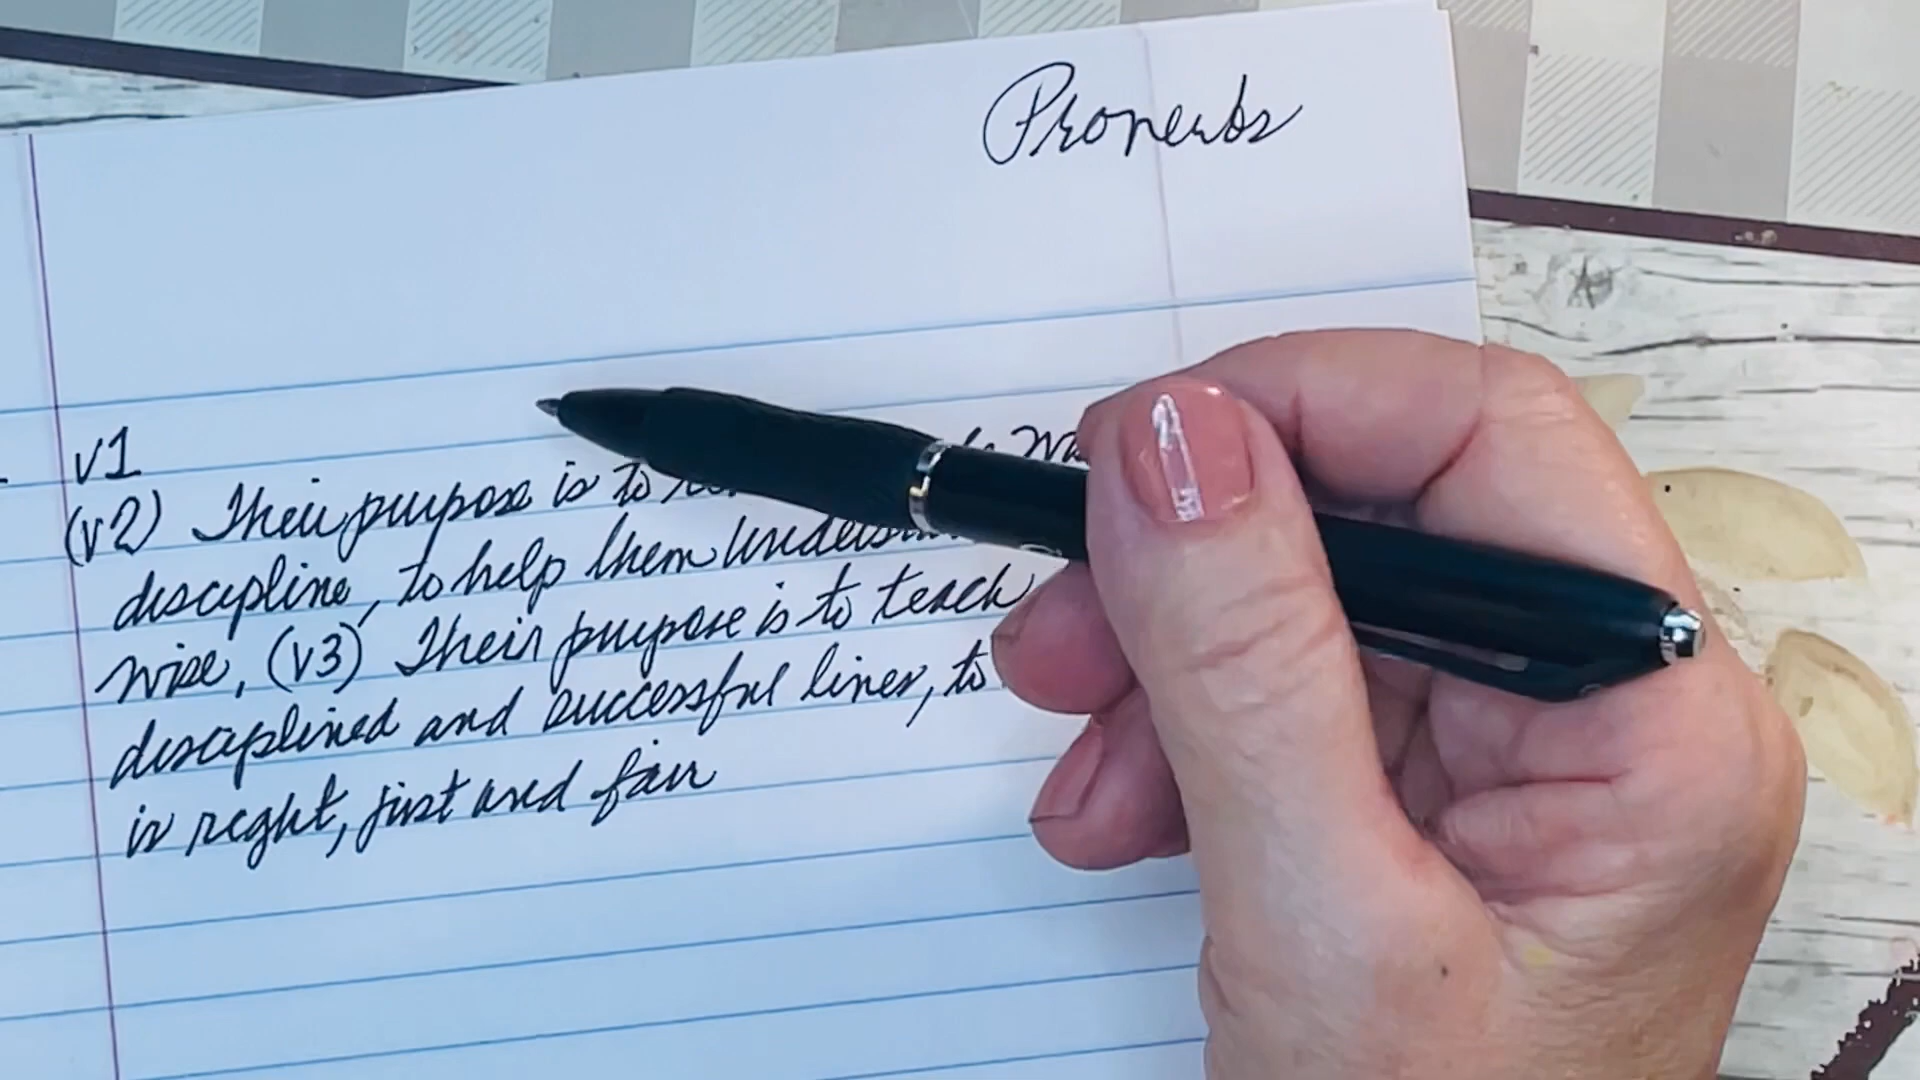 Proverbs
v1
(v2) Their purpose is to
discipline, to help them
wise. (v3) Their purpose is to teach
disciplined and successful lives, to
is right, just and fair